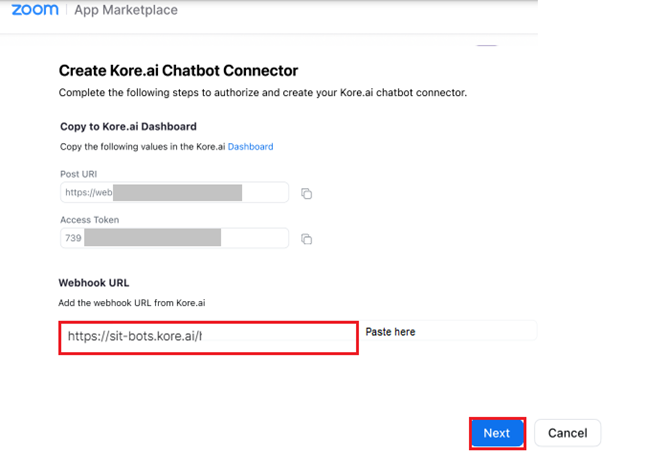 zoom App Marketplace
Create Kore.ai Chatbot Connector
Complete the following steps to authorize and create your Kore.ai chatbot connector.
Copy to Kore.ai Dashboard
Copy the following values in the Kore.ai Dashboard
Post URI
https://web
Access Token
739
Webhook URL
Add the webhook URL from Kore.ai
https://sit-bots.kore.ai/ Paste here
Next Cancel